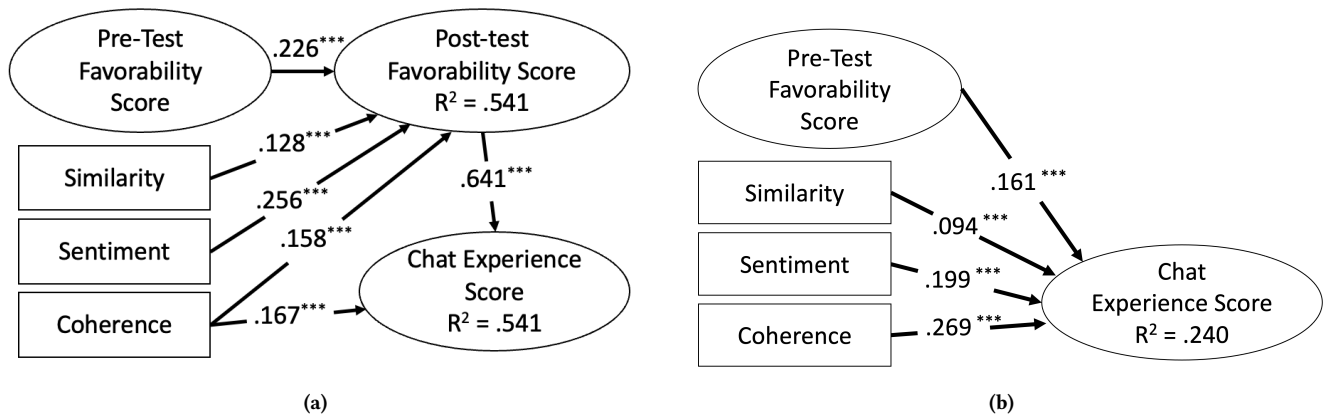 Pre-Test
Favorability
Score
.226***
Post-test
Favorability Score
R² = .541
Similarity
.128***
Sentiment
.256***
Coherence
.158***
.167***
.641***
Chat Experience
Score
R² = .541
(a)
Pre-Test
Favorability
Score
.161 ***
Similarity
.094 ***
Sentiment
.199 ***
Coherence
.269 ***
Chat
Experience Score
R² = .240
(b)